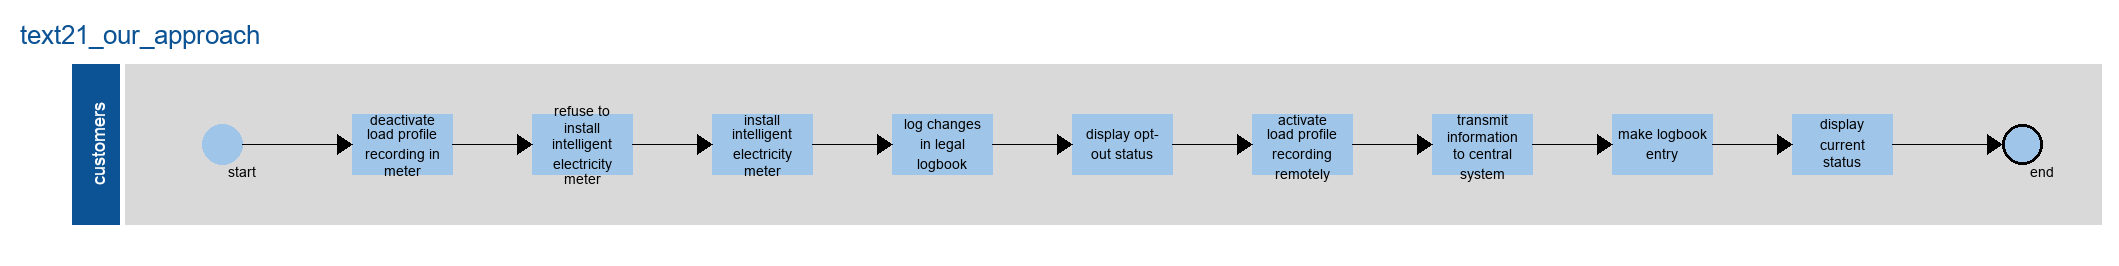 text21_our_approach
customers
start
deactivate
load profile
recording in
meter
refuse to
install
intelligent
electricity
meter
install
intelligent
electricity
meter
log changes
in legal
logbook
display opt-
out status
activate
load profile
recording
remotely
transmit
information
to central
system
make logbook
entry
display
current
status
end